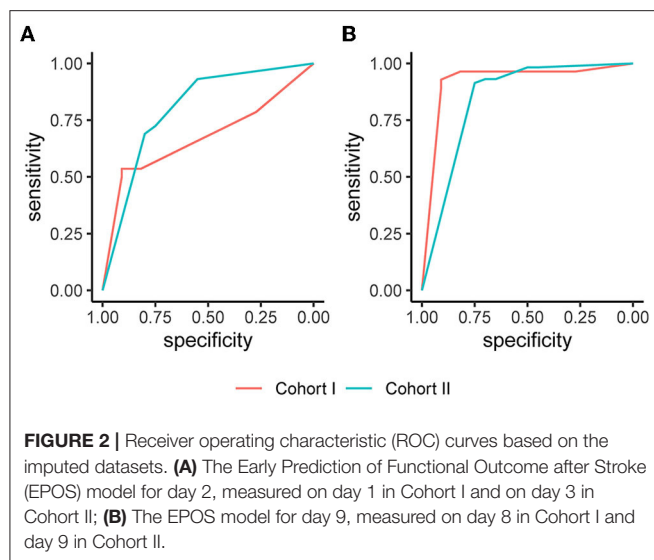 A
B
1.00
0.75
0.50
0.25
0.00
sensitivity
1.00 0.75 0.50 0.25 0.00
specificity
1.00
0.75
0.50
0.25
0.00
sensitivity
1.00 0.75 0.50 0.25 0.00
specificity
Cohort I Cohort II
FIGURE 2 | Receiver operating characteristic (ROC) curves based on the
imputed datasets. (A) The Early Prediction of Functional Outcome after Stroke
(EPOS) model for day 2, measured on day 1 in Cohort I and on day 3 in
Cohort II; (B) The EPOS model for day 9, measured on day 8 in Cohort I and
day 9 in Cohort II.